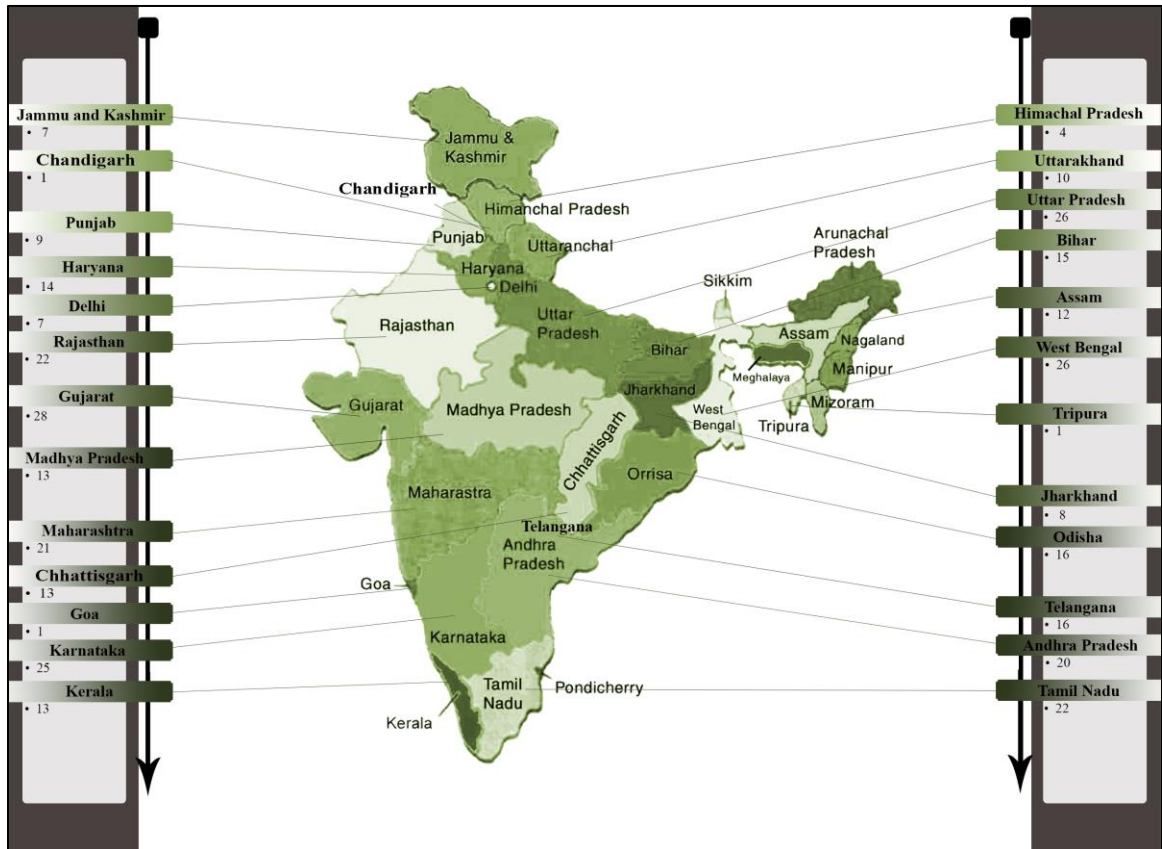 Jammu and Kashmir
• 7
Chandigarh
• 1
Punjab
• 9
Haryana
• 14
Delhi
• 7
Rajasthan
• 22
Gujarat
• 28
Madhya Pradesh
• 13
Maharashtra
• 21
Chhattisgarh
• 13
Goa
• 1
Karnataka
• 25
Kerala
• 13
Jammu &
Kashmir
Chandigarh
Himanchal Pradesh
Punjab
Uttaranchal
Haryana
Delhi
Arunachal
Pradesh
Sikkim
Rajasthan
Uttar
Pradesh
Assam
Nagaland
Bihar
Meghalaya
Manipur
Jharkhand
Gujarat
Madhya Pradesh
West
Bengal
Mizoram
Tripura
Chhattisgarh
Orrisa
Maharastra
Telangana
Andhra
Pradesh
Goa
Karnataka
Tamil
Nadu
Pondicherry
Kerala
Himachal Pradesh
• 4
Uttarakhand
• 10
Uttar Pradesh
• 26
Bihar
• 15
Assam
• 12
West Bengal
• 26
Tripura
• 1
Jharkhand
• 8
Odisha
• 16
Telangana
• 16
Andhra Pradesh
• 20
Tamil Nadu
• 22